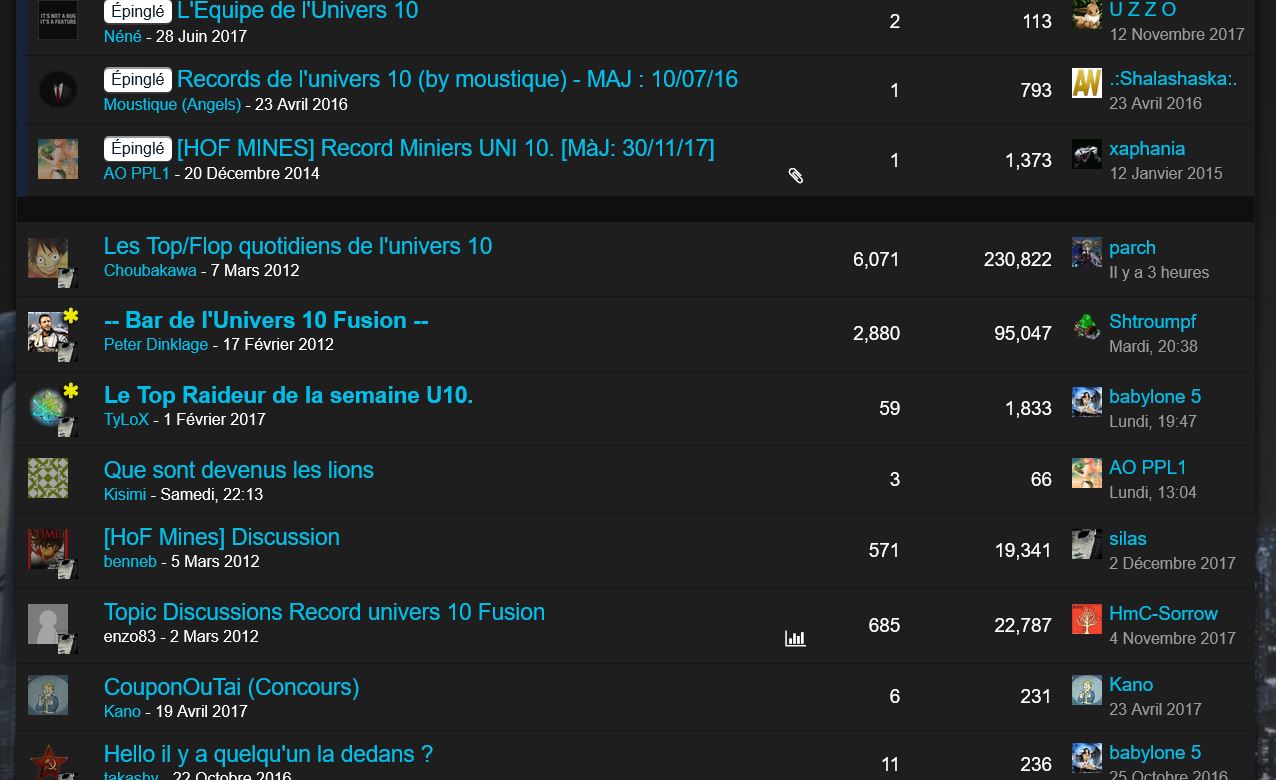 IT'S NOT A BUG
IT'S A FEATURE
Épinglé L'Equipe de l'Univers 10
Néné - 28 Juin 2017
2
113
U Z Z O
12 Novembre 2017
Épinglé Records de l'univers 10 (by moustique) - MAJ : 10/07/16
Moustique (Angels) - 23 Avril 2016
1
793
AW
.:Shalashaska:.
23 Avril 2016
Épinglé [HOF MINES] Record Miniers UNI 10. [MàJ: 30/11/17]
AO PPL1 - 20 Décembre 2014
1
1,373
xaphania
12 Janvier 2015
Les Top/Flop quotidiens de l'univers 10
Choubakawa - 7 Mars 2012
6,071
230,822
parch
Il y a 3 heures
-- Bar de l'Univers 10 Fusion --
Peter Dinklage - 17 Février 2012
2,880
95,047
Shtroumpf
Mardi, 20:38
Le Top Raideur de la semaine U10.
TyLoX - 1 Février 2017
59
1,833
babylone 5
Lundi, 19:47
Que sont devenus les lions
Kisimi - Samedi, 22:13
3
66
AO PPL1
Lundi, 13:04
TIME
[HoF Mines] Discussion
benneb - 5 Mars 2012
571
19,341
silas
2 Décembre 2017
Topic Discussions Record univers 10 Fusion
enzo83 - 2 Mars 2012
685
22,787
HmC-Sorrow
4 Novembre 2017
CouponOuTai (Concours)
Kano - 19 Avril 2017
6
231
Kano
23 Avril 2017
Hello il y a quelqu'un la dedans ?
takashy - 22 Octobre 2016
11
236
babylone 5
25 Octobre 2016